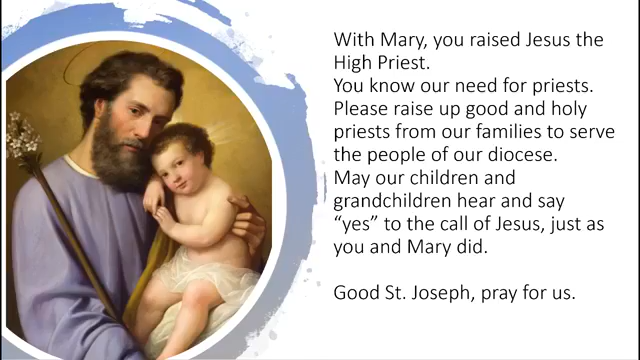 With Mary, you raised Jesus the
High Priest.
You know our need for priests.
Please raise up good and holy
priests from our families to serve
the people of our diocese.
May our children and
grandchildren hear and say
“yes” to the call of Jesus, just as
you and Mary did.
Good St. Joseph, pray for us.